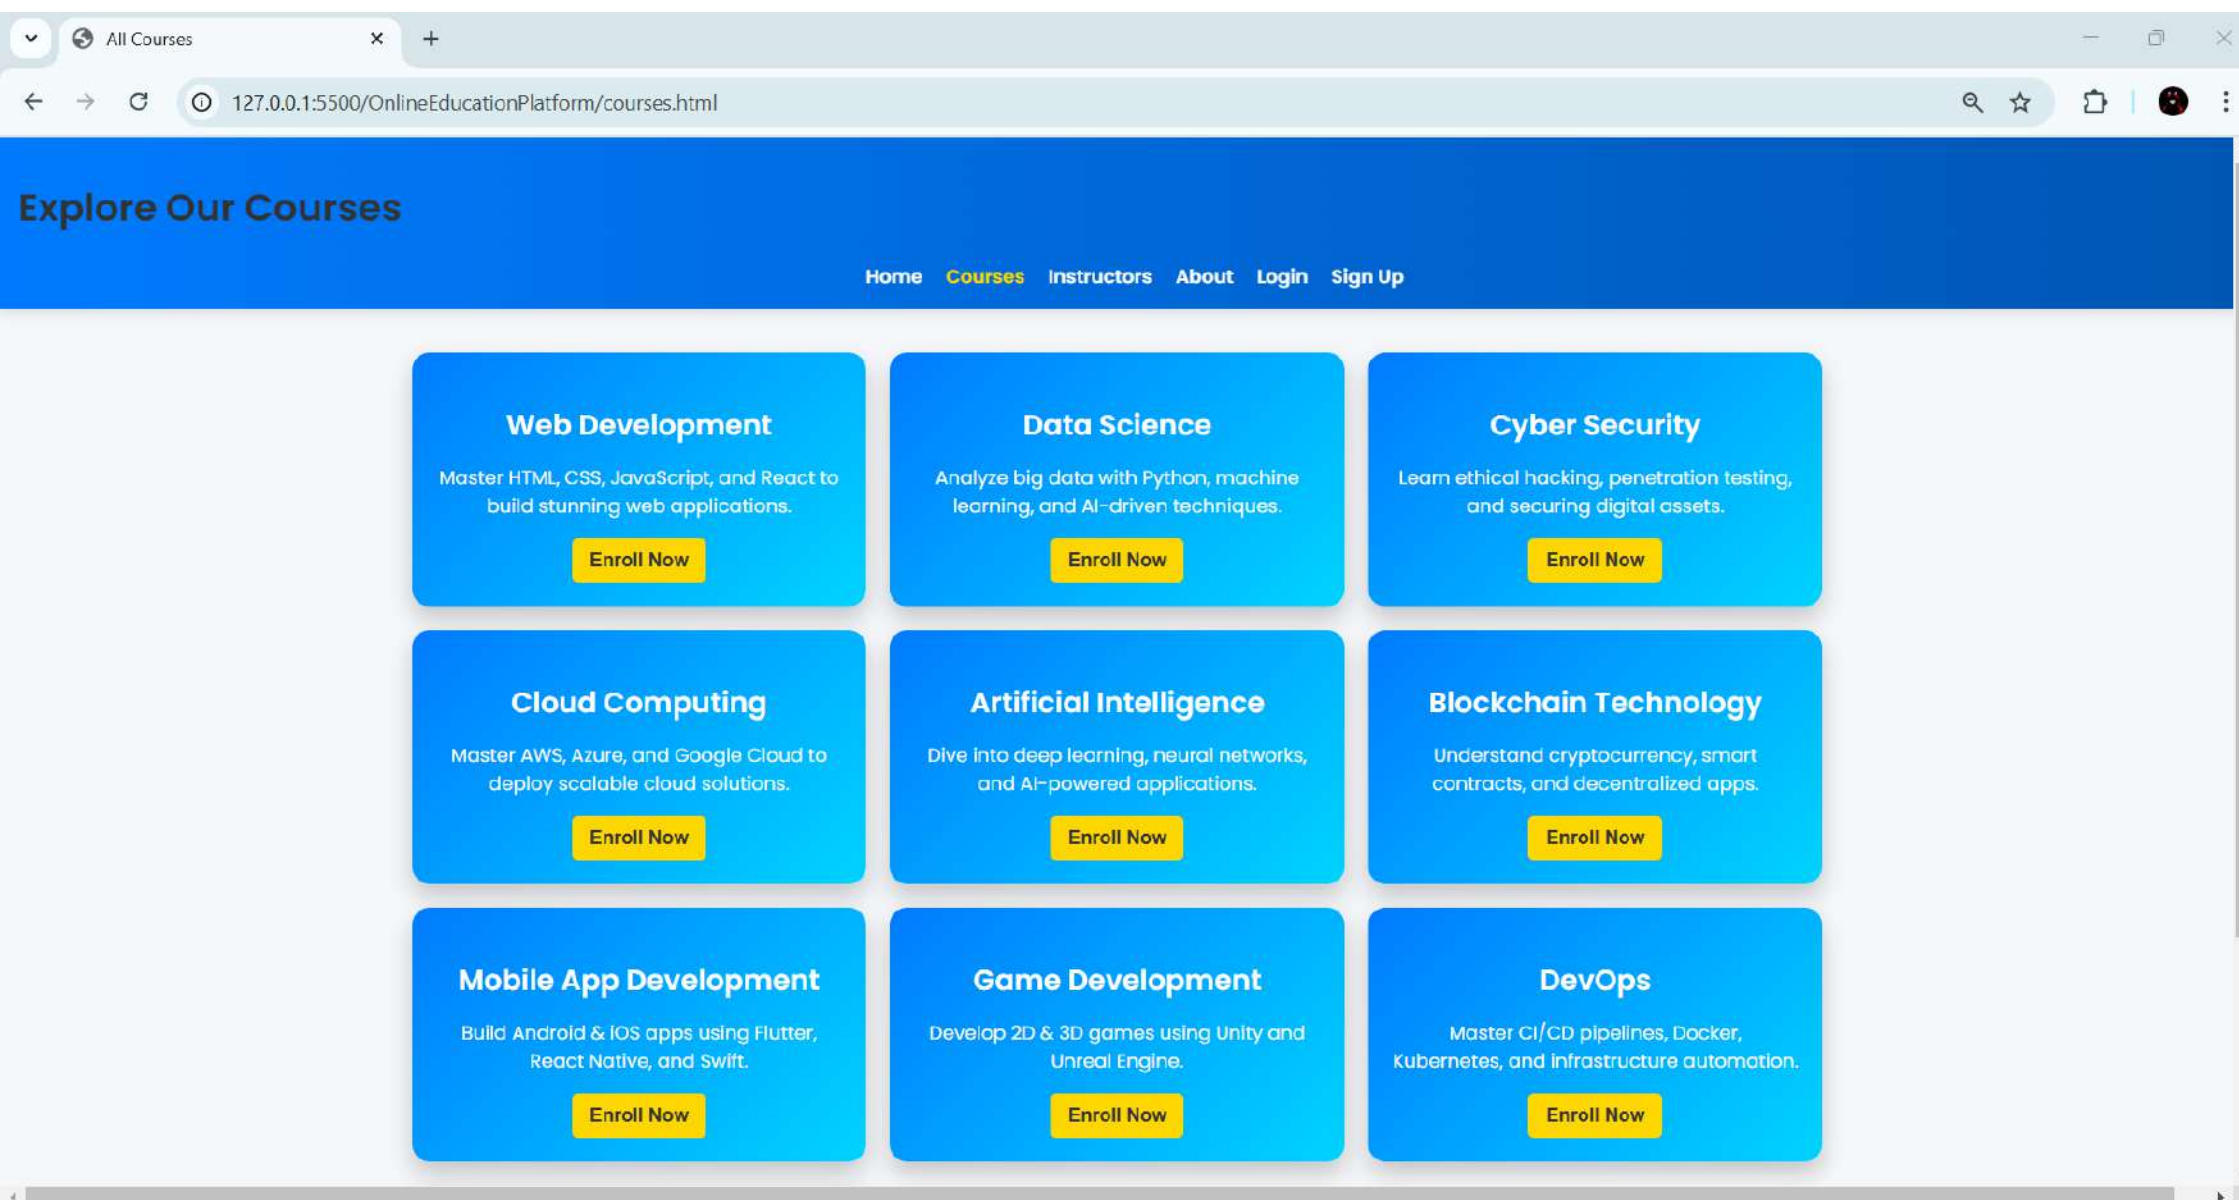 All Courses
127.0.0.1:5500/OnlineEducationPlatform/courses.html
Explore Our Courses
Home Courses Instructors About Login Sign Up
Web Development
Master HTML, CSS, JavaScript, and React to
build stunning web applications.
Enroll Now
Data Science
Analyze big data with Python, machine
learning, and AI-driven techniques.
Enroll Now
Cyber Security
Learn ethical hacking, penetration testing,
and securing digital assets.
Enroll Now
Cloud Computing
Master AWS, Azure, and Google Cloud to
deploy scalable cloud solutions.
Enroll Now
Artificial Intelligence
Dive into deep learning, neural networks,
and AI-powered applications.
Enroll Now
Blockchain Technology
Understand cryptocurrency, smart
contracts, and decentralized apps.
Enroll Now
Mobile App Development
Build Android & iOS apps using Flutter,
React Native, and Swift.
Enroll Now
Game Development
Develop 2D & 3D games using Unity and
Unreal Engine.
Enroll Now
DevOps
Master CI/CD pipelines, Docker,
Kubernetes, and infrastructure automation.
Enroll Now